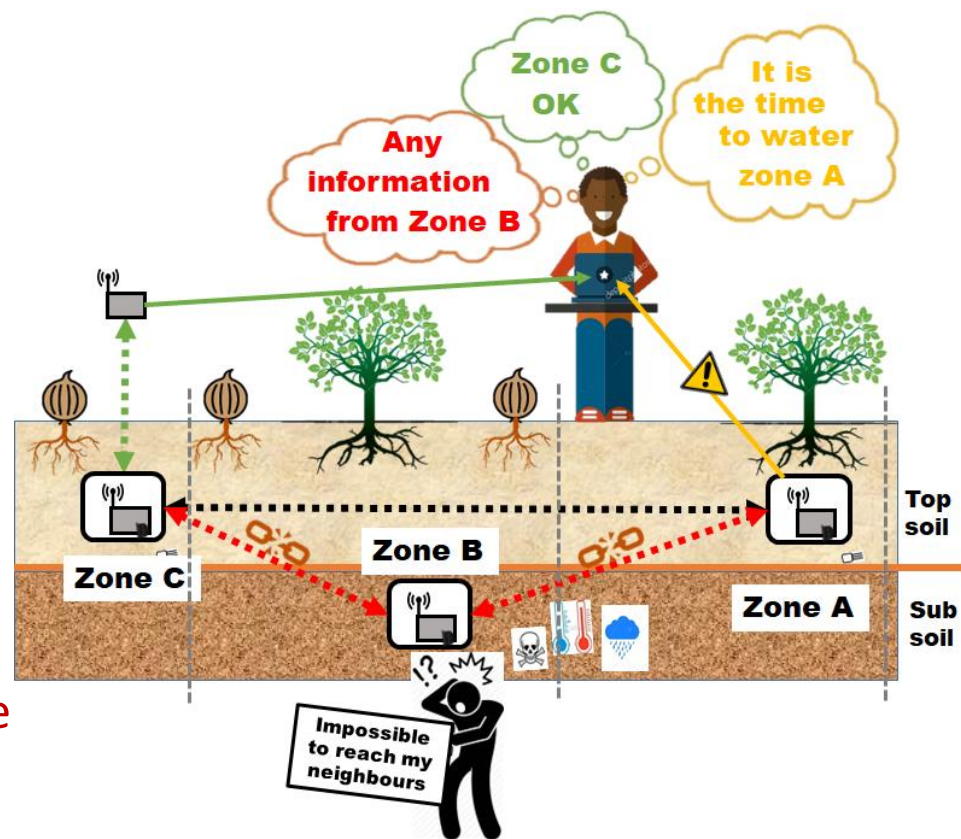 Zone C
OK
It is
the time
to water
zone A
Any
information
from Zone B
Top
soil
Zone B
Zone C
Zone A
Sub
soil
!?
Impossible
to reach my
neighbours
e